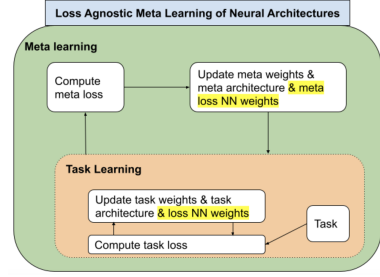 Loss Agnostic Meta Learning of Neural Architectures
Meta learning
Compute
meta loss
Update meta weights &
meta architecture & meta
loss NN weights
Task Learning
Update task weights & task
architecture & loss NN weights
Task
Compute task loss